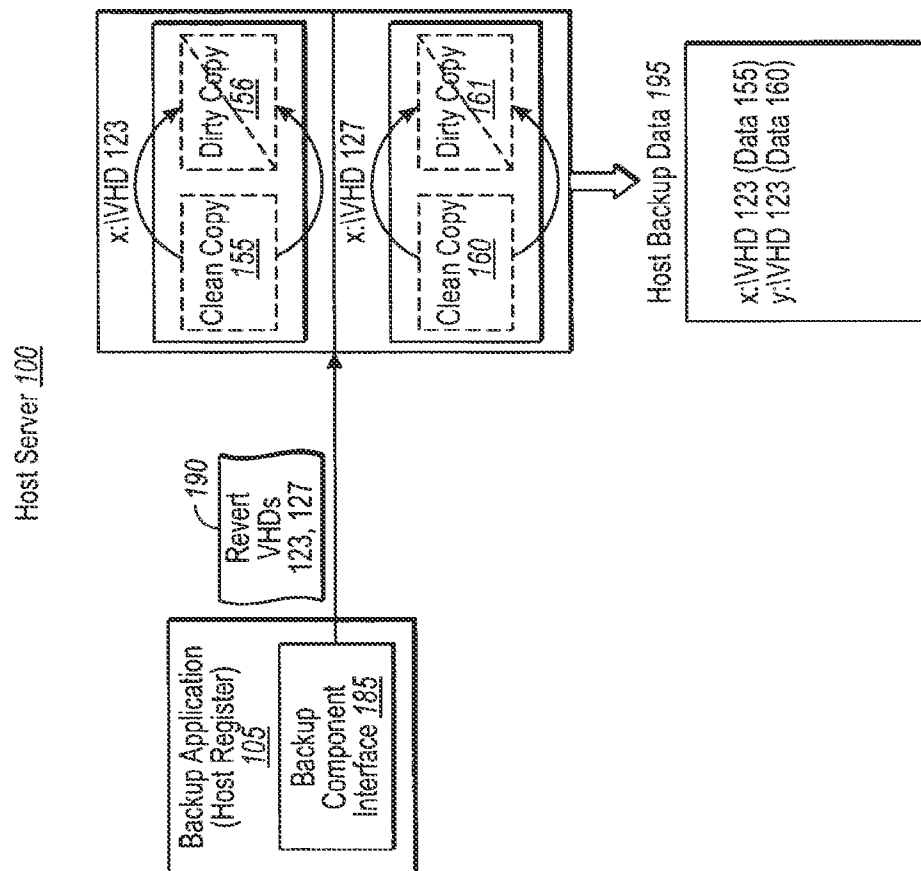 Host Server 100
Backup Application
(Host Register)
105
Backup
Component
Interface 185
190
Revert
VHDs
123, 127
x:\VHD 123
Clean Copy
155
Dirty Copy
156
x:\VHD 127
Clean Copy
160
Dirty Copy
161
Host Backup Data 195
x:\VHD 123 (Data 155)
y:\VHD 123 (Data 160)